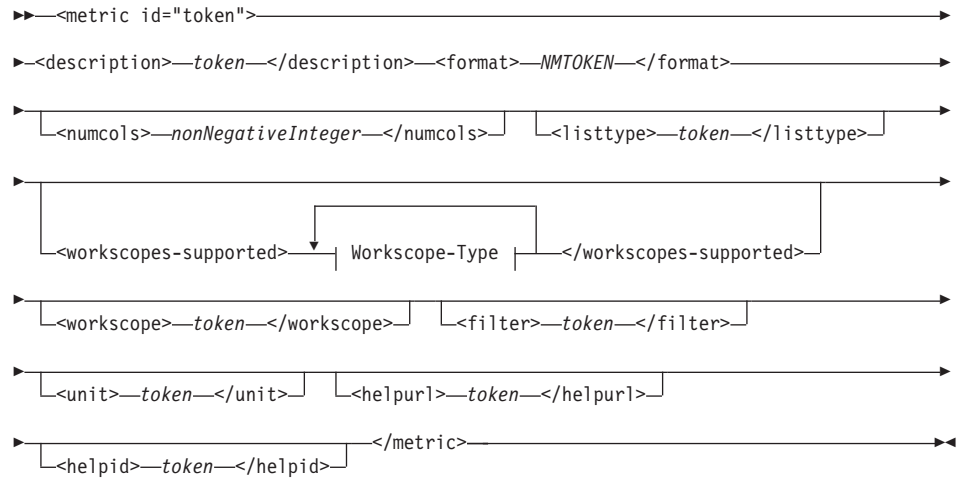 <metric id="token">
<description> token </description> <format> NMTOKEN </format>
<numcols> nonNegativeInteger </numcols> <listtype> token </listtype>
<workscopes-supported> Workscope-Type </workscopes-supported>
<workscope> token </workscope> <filter> token </filter>
<unit> token </unit> <helpurl> token </helpurl>
</metric>
<helpid> token </helpid>